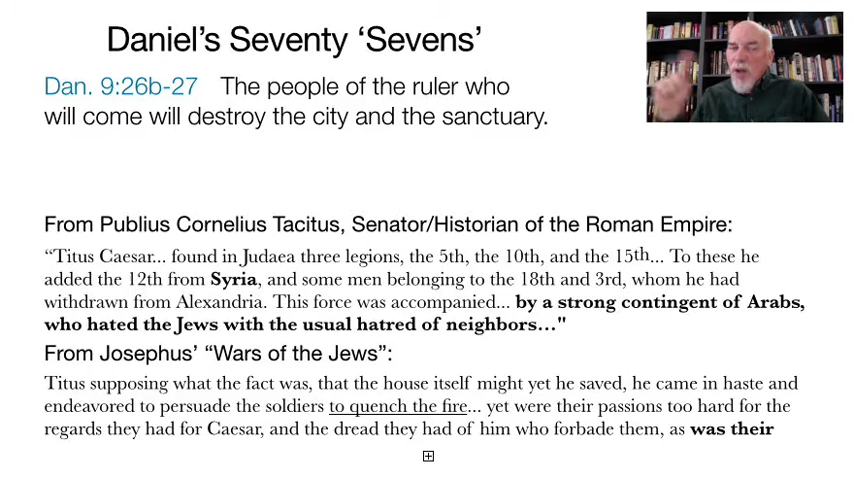 Daniel's Seventy 'Sevens'
Dan. 9:26b-27 The people of the ruler who
will come will destroy the city and the sanctuary.
From Publius Cornelius Tacitus, Senator/Historian of the Roman Empire:
“Titus Caesar... found in Judaea three legions, the 5th, the 10th, and the 15th... To these he
added the 12th from Syria, and some men belonging to the 18th and 3rd, whom he had
withdrawn from Alexandria. This force was accompanied... by a strong contingent of Arabs,
who hated the Jews with the usual hatred of neighbors…"
From Josephus’ “Wars of the Jews”:
Titus supposing what the fact was, that the house itself might yet he saved, he came in haste and
endeavored to persuade the soldiers to quench the fire... yet were their passions too hard for the
regards they had for Caesar, and the dread they had of him who forbade them, as was their